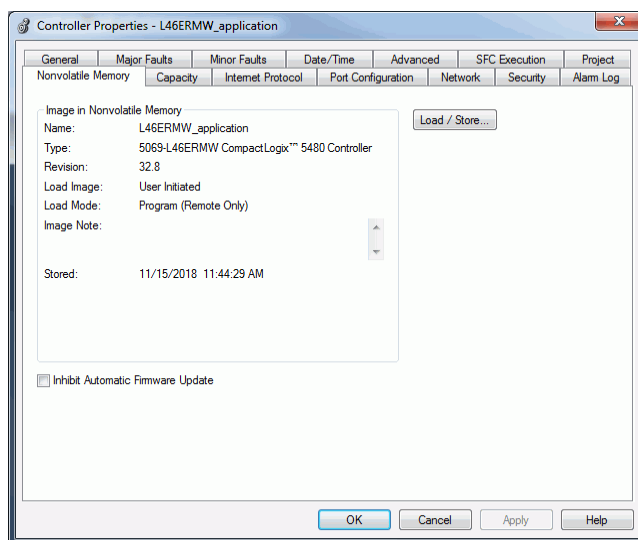 Controller Properties - L46ERMW_application
General Major Faults Minor Faults Date/Time Advanced SFC Execution Project
Nonvolatile Memory Capacity Internet Protocol Port Configuration Network Security Alarm Log
Image in Nonvolatile Memory
Name: L46ERMW_application
Load / Store...
Type: 5069-L46ERMW CompactLogix™ 5480 Controller
Revision: 32.8
Load Image: User Initiated
Load Mode: Program (Remote Only)
Image Note:
Stored: 11/15/2018 11:44:29 AM
Inhibit Automatic Firmware Update
OK Cancel Apply Help